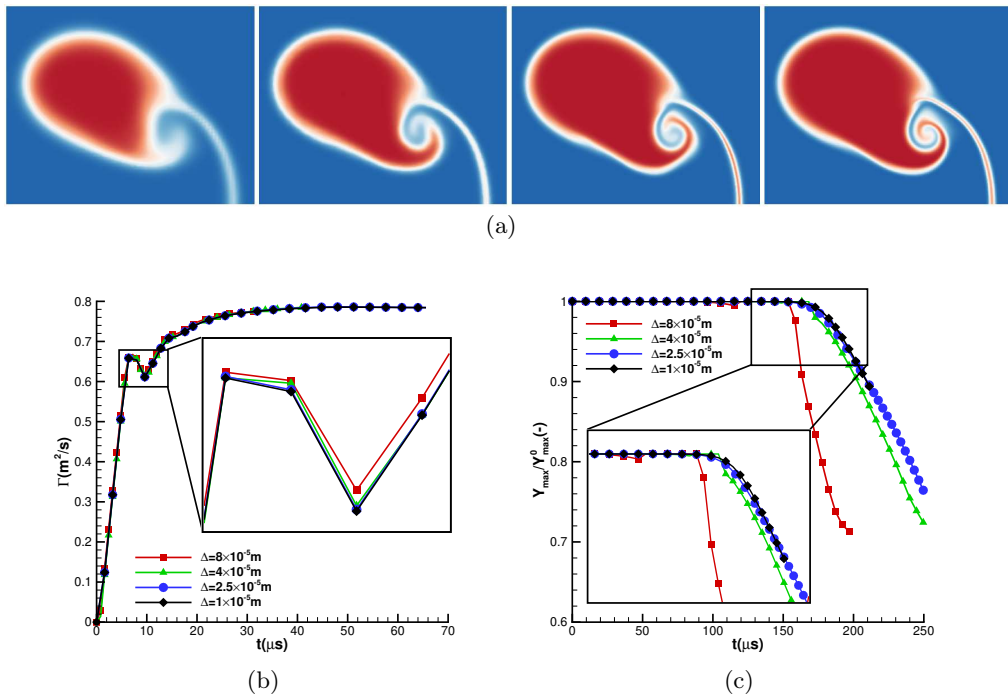 (a)
Γ(m²/s)
0.8
0.7
0.6
0.5
0.4
0.3
0.2
0.1
0
0 10 20 30 40 50 60 70
t(μs)
Δ=8×10⁻⁵m
Δ=4×10⁻⁵m
Δ=2.5×10⁻⁵m
Δ=1×10⁻⁵m
(b)
Yₘₐₓ/Y⁰ₘₐₓ(-)
1
0.9
0.8
0.7
0.6
0 50 100 150 200 250
t(μs)
Δ=8×10⁻⁵m
Δ=4×10⁻⁵m
Δ=2.5×10⁻⁵m
Δ=1×10⁻⁵m
(c)